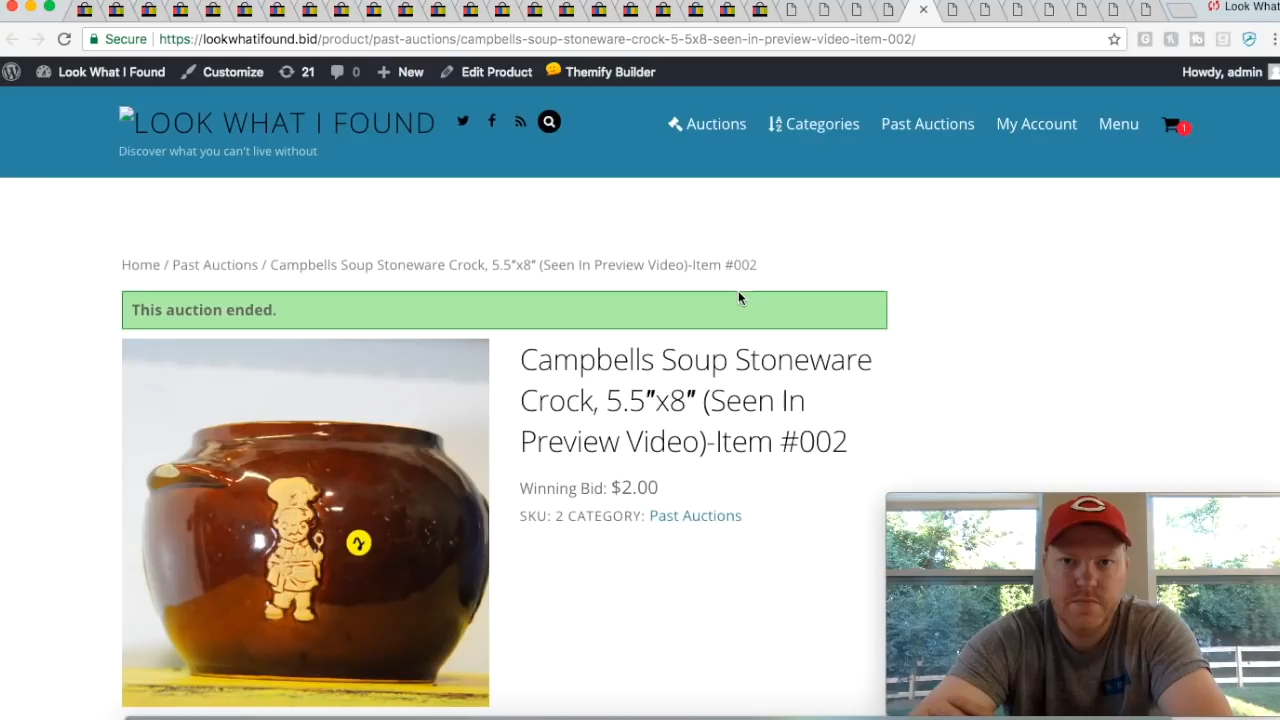 Look What
Secure https://lookwhatifound.bid/product/past-auctions/campbells-soup-stoneware-crock-5-5x8-seen-in-preview-video-item-002/
Look What I Found Customize 21 0 New Edit Product Themify Builder Howdy, admin
LOOK WHAT I FOUND
Auctions Categories Past Auctions My Account Menu 1
Discover what you can't live without
Home / Past Auctions / Campbells Soup Stoneware Crock, 5.5″x8″ (Seen In Preview Video)-Item #002
This auction ended.
Campbells Soup Stoneware
Crock, 5.5″x8″ (Seen In
Preview Video)-Item #002
Winning Bid: $2.00
SKU: 2 CATEGORY: Past Auctions
2